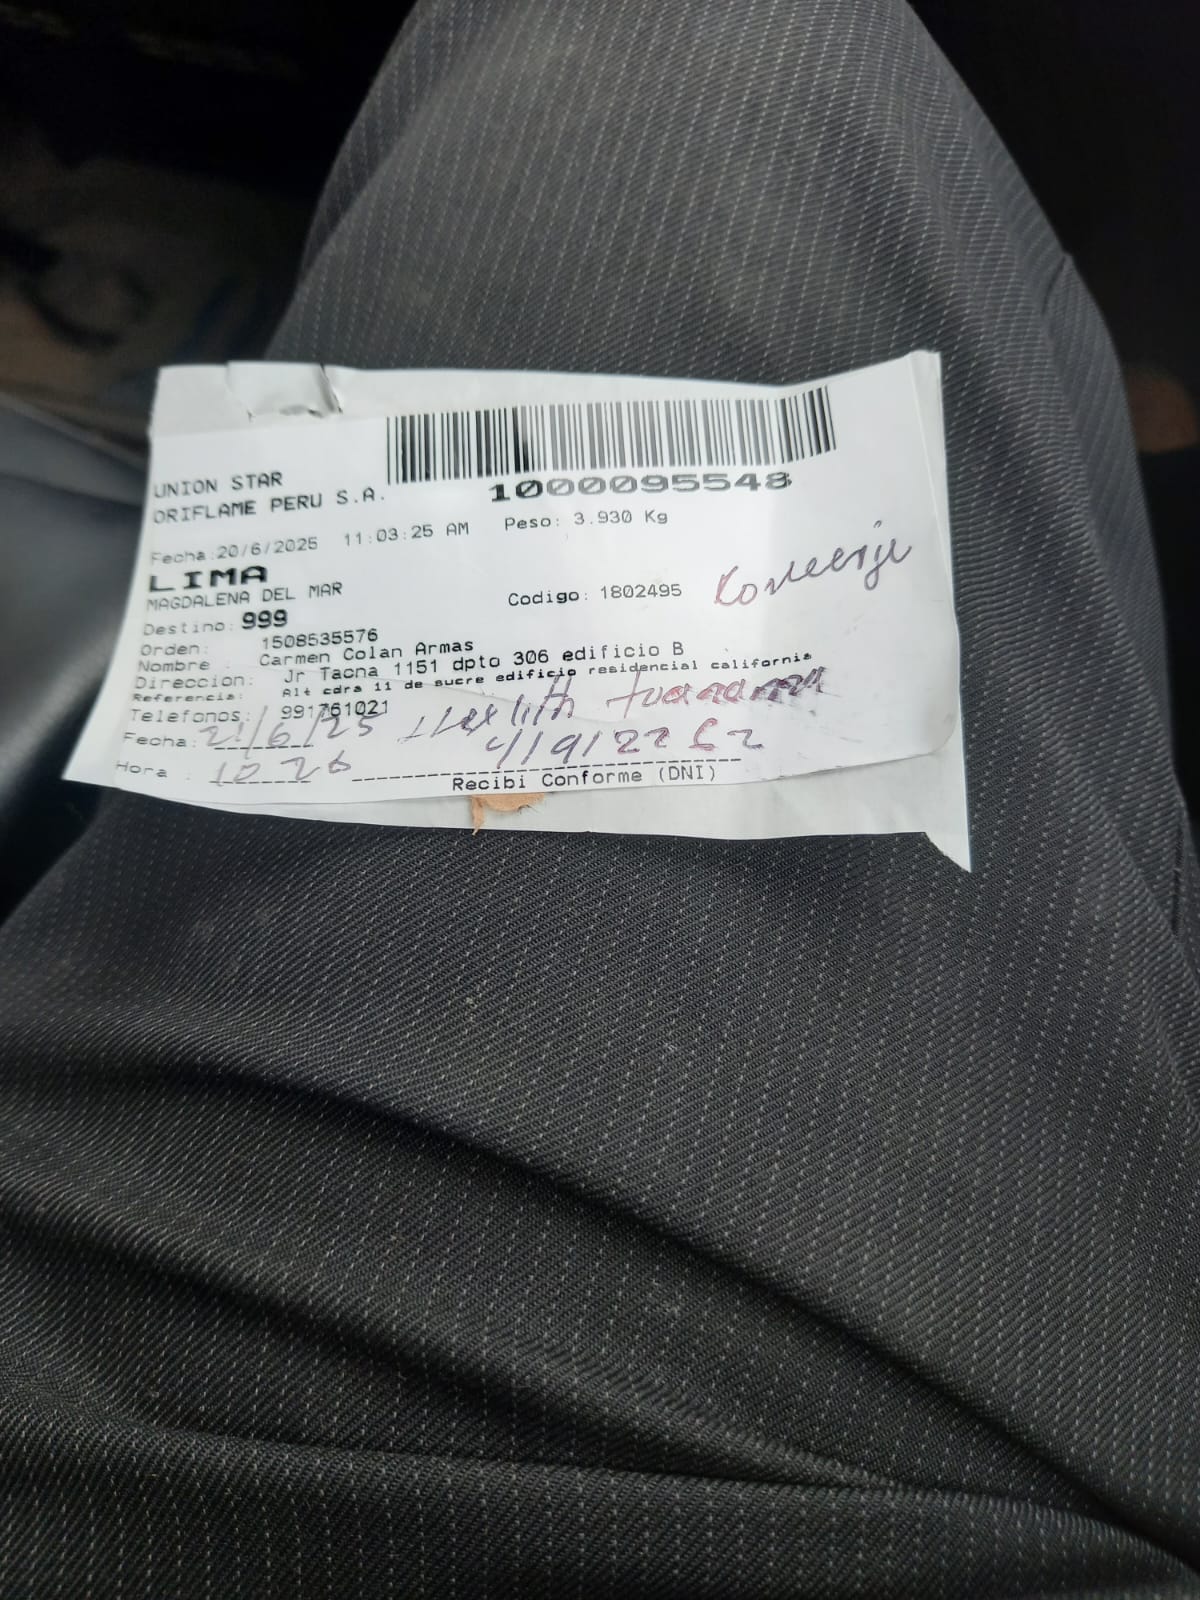 UNION STAR
ORIFLAME PERU S.A.
1000095548
Fecha:20/6/2025 11:03:25 AM Peso: 3.930 Kg
LIMA
MAGDALENA DEL MAR
Codigo: 1802495
Destino: 999
Orden: 1508535576
Nombre : Carmen Colan Armas
Direccion: Jr Tacna 1151 dpto 306 edificio B
Referencia: Alt cdra 11 de sucre edificio residencial california
Telefonos: 991761021
Fecha: 21/6/25
41912262
Hora : 10 26
Recibi Conforme (DNI)